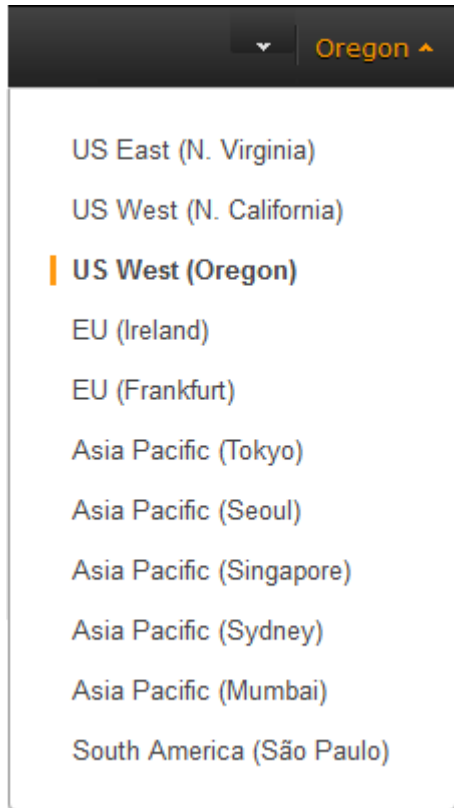 Oregon
US East (N. Virginia)
US West (N. California)
US West (Oregon)
EU (Ireland)
EU (Frankfurt)
Asia Pacific (Tokyo)
Asia Pacific (Seoul)
Asia Pacific (Singapore)
Asia Pacific (Sydney)
Asia Pacific (Mumbai)
South America (São Paulo)